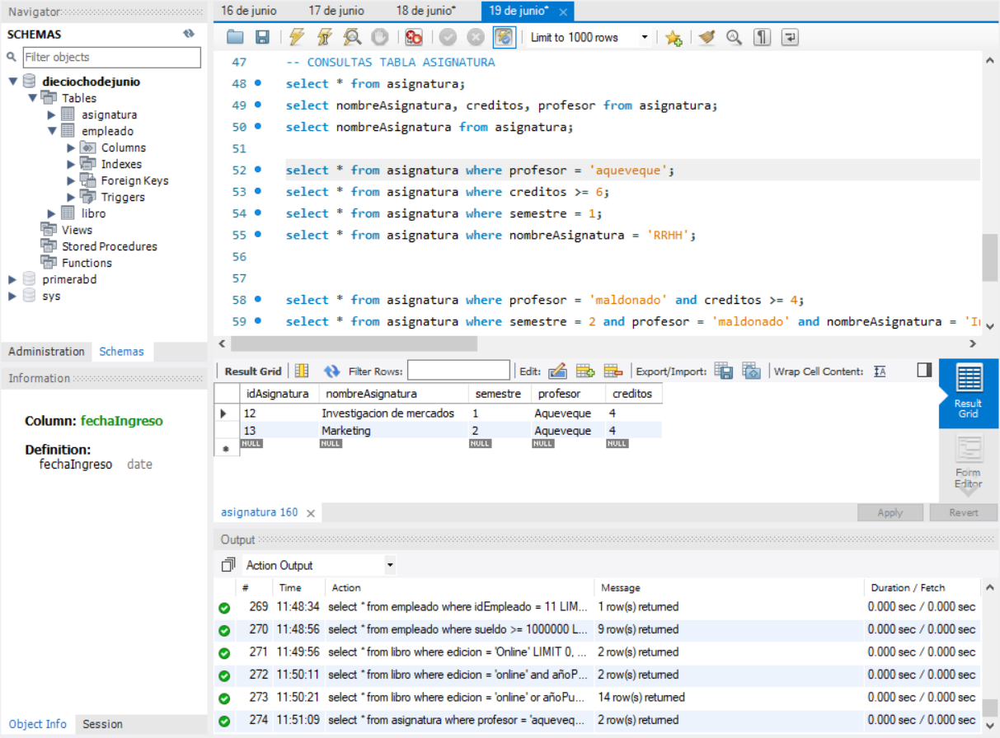 Navigator
SCHEMAS
Filter objects
dieciochodejunio
Tables
asignatura
empleado
Columns
Indexes
Foreign Keys
Triggers
libro
Views
Stored Procedures
Functions
primerabd
sys
Administration Schemas
Information
Column: fechaIngreso
Definition:
fechaIngreso date
Object Info Session
16 de junio 17 de junio 18 de junio* 19 de junio*
Limit to 1000 rows
47 -- CONSULTAS TABLA ASIGNATURA
48 select * from asignatura;
49 select nombreAsignatura, creditos, profesor from asignatura;
50 select nombreAsignatura from asignatura;
51
52 select * from asignatura where profesor = 'aqueveque';
53 select * from asignatura where creditos >= 6;
54 select * from asignatura where semestre = 1;
55 select * from asignatura where nombreAsignatura = 'RRHH';
56
57
58 select * from asignatura where profesor = 'maldonado' and creditos >= 4;
59 select * from asignatura where semestre = 2 and profesor = 'maldonado' and nombreAsignatura =
Result Grid Filter Rows: Edit: Export/Import: Wrap Cell Content:
idAsignatura nombreAsignatura semestre profesor creditos
12 Investigacion de mercados 1 Aqueveque 4
13 Marketing 2 Aqueveque 4
NULL NULL NULL NULL NULL
Result
Grid
Form
Editor
asignatura 160 Apply Revert
Output
Action Output
# Time Action Message Duration / Fetch
269 11:48:34 select * from empleado where idEmpleado = 11 LIM... 1 row(s) returned 0.000 sec / 0.000 sec
270 11:48:56 select * from empleado where sueldo >= 1000000 L... 9 row(s) returned 0.000 sec / 0.000 sec
271 11:49:56 select * from libro where edicion = 'Online' LIMIT 0, ... 2 row(s) returned 0.000 sec / 0.000 sec
272 11:50:11 select * from libro where edicion = 'online' and añoP... 2 row(s) returned 0.000 sec / 0.000 sec
273 11:50:21 select * from libro where edicion = 'online' or añoPu... 14 row(s) returned 0.000 sec / 0.000 sec
274 11:51:09 select * from asignatura where profesor = 'aqueveq... 2 row(s) returned 0.000 sec / 0.000 sec